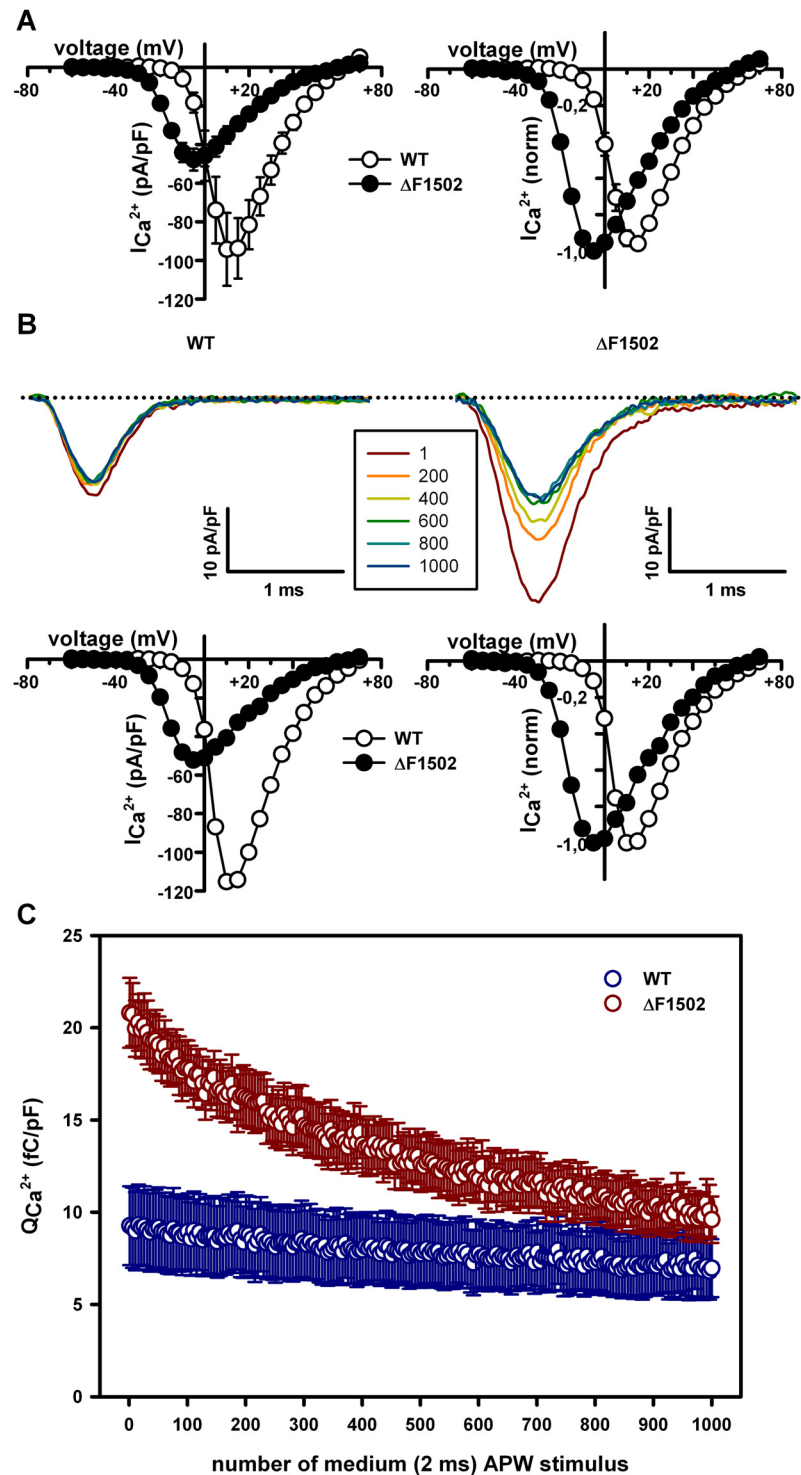 A
voltage (mV)
-80
-40
+20
+80
-60
-80
-100
-120
ICa2+ (pA/pF)
WT
ΔF1502
voltage (mV)
-80
-40
+20
+80
-0,2
-1,0
ICa2+ (norm)
B
WT
ΔF1502
1
200
400
600
800
1000
10 pA/pF
1 ms
10 pA/pF
1 ms
voltage (mV)
-80
-40
+20
+80
-60
-80
-100
-120
ICa2+ (pA/pF)
WT
ΔF1502
voltage (mV)
-80
-40
+20
+80
-0,2
-1,0
ICa2+ (norm)
C
25
20
15
10
5
0
QCa2+ (fC/pF)
WT
ΔF1502
0 100 200 300 400 500 600 700 800 900 1000
number of medium (2 ms) APW stimulus